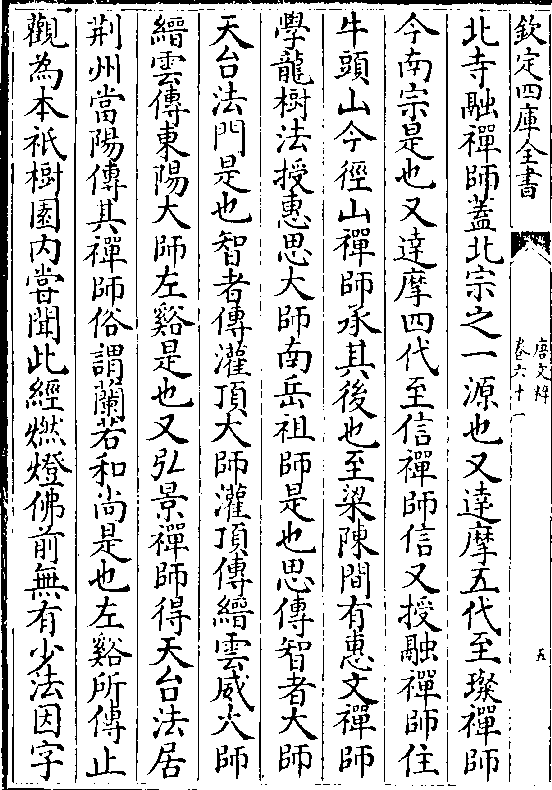 欽定四庫全書
唐文粹
卷六十一
五
北寺融禪師蓋北宗之一源也又達摩五代至璨禪師
今南宗是也又達摩四代至信禪師信又授融禪師住
牛頭山今徑山禪師承其後也至梁陳間有惠文禪師
學龍樹法授惠思大師南岳祖師是也思傳智者大師
天台法門是也智者傳灌頂大師灌頂傳縉雲威大師
縉雲傳東陽大師左谿是也又弘景禪師得天台法居
荆州當陽傳其禪師俗謂蘭若和尚是也左谿所傳止
觀為本祇樹園内甞聞此經燃燈佛前無有少法因字